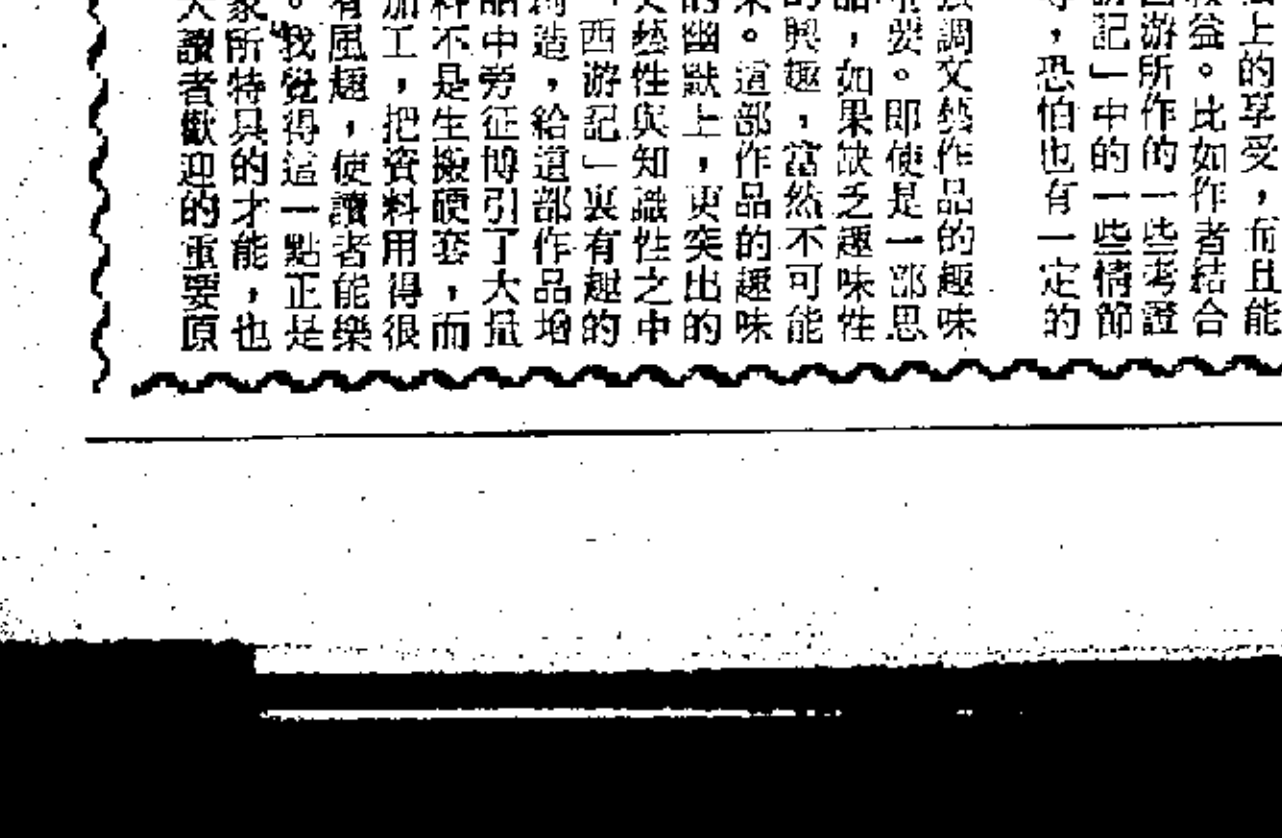 上的享受，而且能
益。比如作者結合
游所作的一些考證
記」中的一些情節
，恐怕也有一定的
調文藝作品的趣味
要。即使是一部思
品，如果缺乏趣味性
的興趣，當然不可能
。這部作品的趣味
的幽默上，更突出的
文藝性與知識性之中
「西游記」裏有趣的
創造，給這部作品增
品中旁征博引了大量
料不是生搬硬套，而
加工，把資料用得很
有風趣，使讀者能樂
。我覺得這一點正是
家所特具的才能，也
大讀者歡迎的重要原